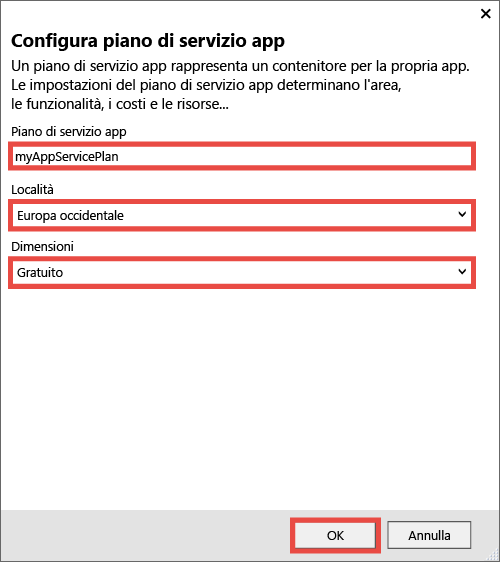 Configura piano di servizio app
Un piano di servizio app rappresenta un contenitore per la propria app.
Le impostazioni del piano di servizio app determinano l'area,
le funzionalità, i costi e le risorse...
Piano di servizio app
myAppServicePlan
Località
Europa occidentale
Dimensioni
Gratuito
OK
Annulla